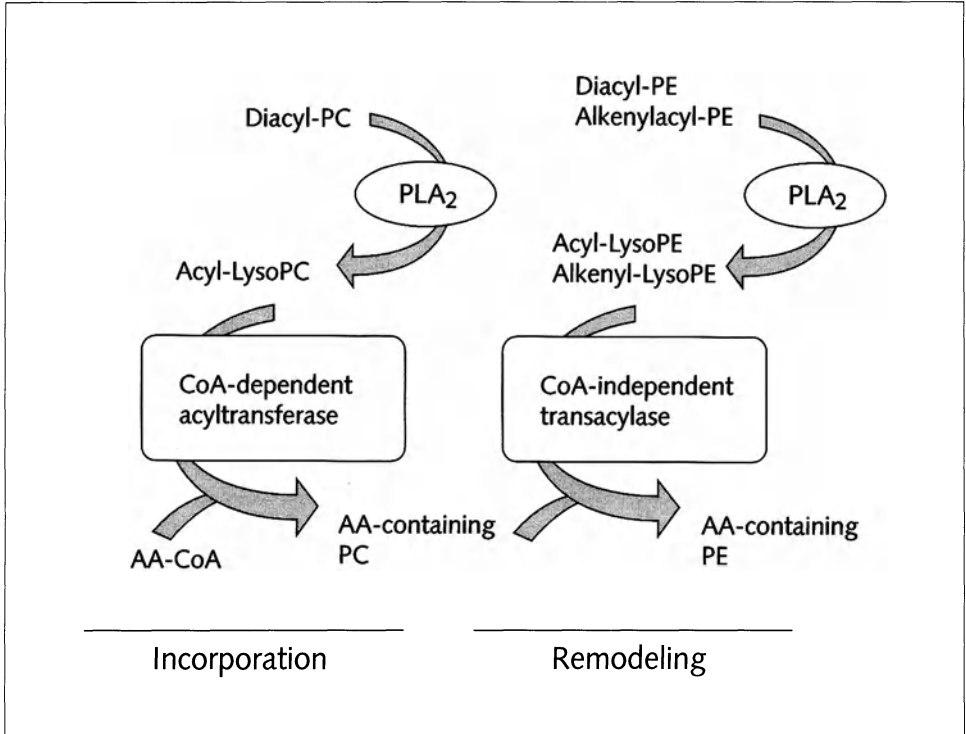 Diacyl-PC
PLA₂
Acyl-LysoPC
CoA-dependent
acyltransferase
AA-CoA
AA-containing
PC
Incorporation
Diacyl-PE
Alkenylacyl-PE
PLA₂
Acyl-LysoPE
Alkenyl-LysoPE
CoA-independent
transacylase
AA-containing
PE
Remodeling